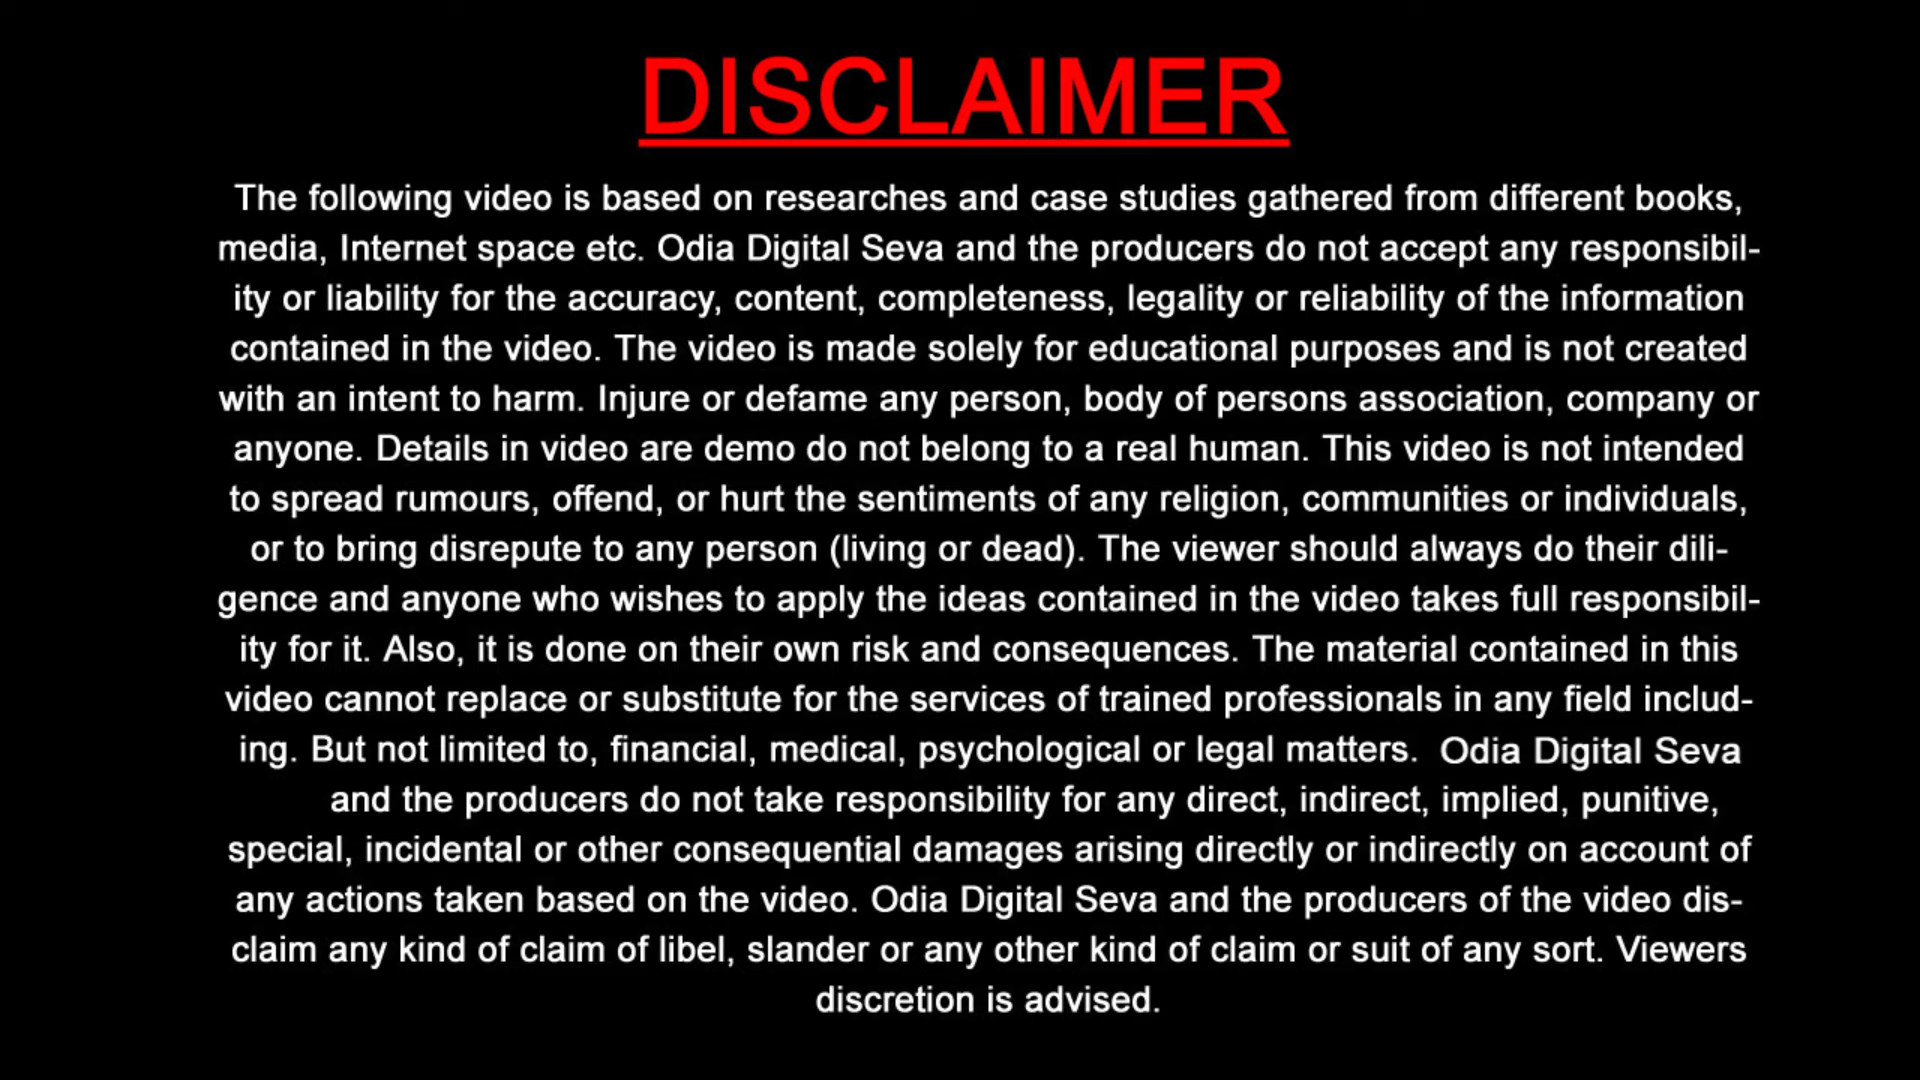 DISCLAIMER
The following video is based on researches and case studies gathered from different books,
media, Internet space etc. Odia Digital Seva and the producers do not accept any responsibil-
ity or liability for the accuracy, content, completeness, legality or reliability of the information
contained in the video. The video is made solely for educational purposes and is not created
with an intent to harm. Injure or defame any person, body of persons association, company or
anyone. Details in video are demo do not belong to a real human. This video is not intended
to spread rumours, offend, or hurt the sentiments of any religion, communities or individuals,
or to bring disrepute to any person (living or dead). The viewer should always do their dili-
gence and anyone who wishes to apply the ideas contained in the video takes full responsibil-
ity for it. Also, it is done on their own risk and consequences. The material contained in this
video cannot replace or substitute for the services of trained professionals in any field includ-
ing. But not limited to, financial, medical, psychological or legal matters. Odia Digital Seva
and the producers do not take responsibility for any direct, indirect, implied, punitive,
special, incidental or other consequential damages arising directly or indirectly on account of
any actions taken based on the video. Odia Digital Seva and the producers of the video dis-
claim any kind of claim of libel, slander or any other kind of claim or suit of any sort. Viewers
discretion is advised.